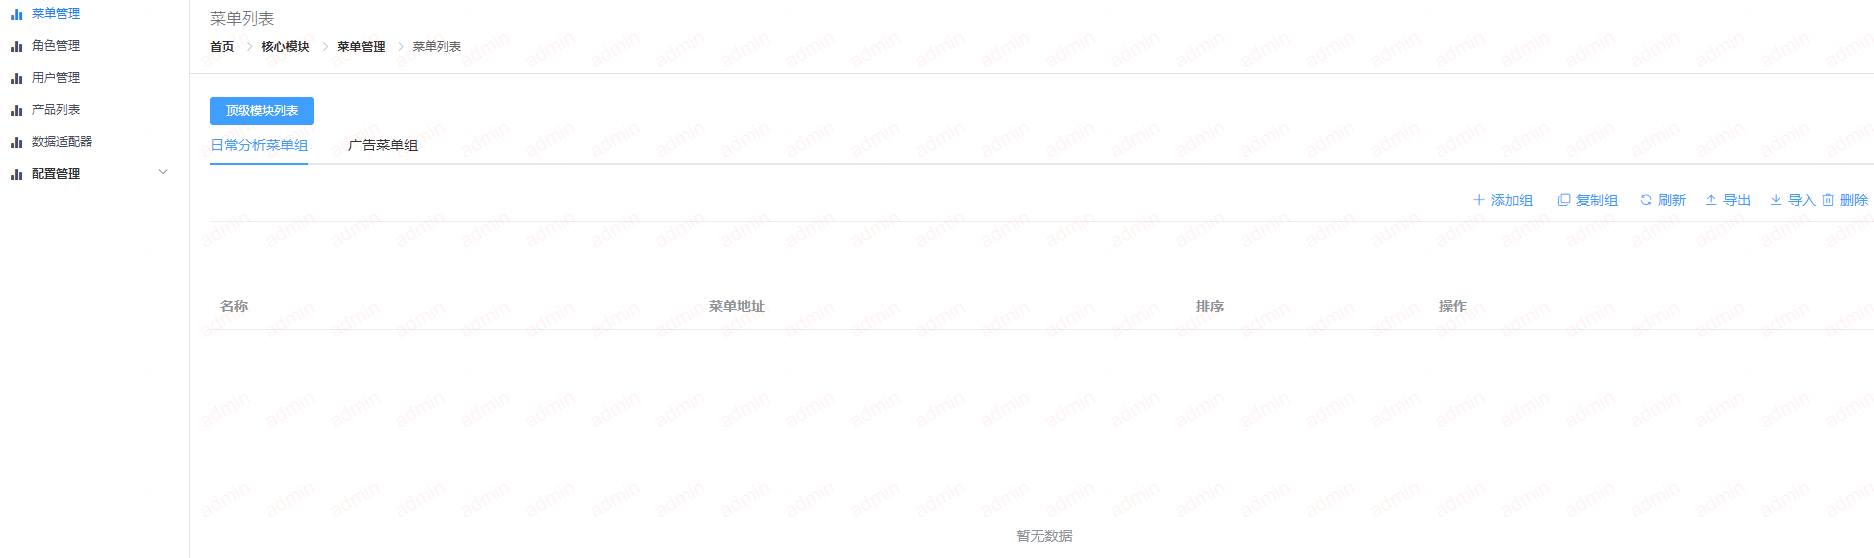 菜单管理
角色管理
用户管理
产品列表
数据适配器
配置管理
菜单列表
首页 > 核心模块 > 菜单管理 > 菜单列表
顶级模块列表
日常分析菜单组 广告菜单组
添加组 复制组 刷新 导出 导入 删除
名称 菜单地址 排序 操作
暂无数据
admin